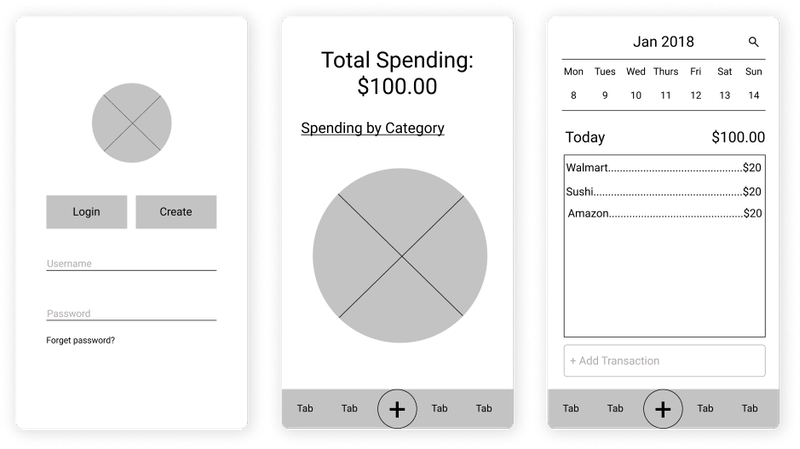 Login
Create
Username
Password
Forget password?
Total Spending:
$100.00
Spending by Category
Tab Tab + Tab Tab
Jan 2018
Mon Tues Wed Thurs Fri Sat Sun
8 9 10 11 12 13 14
Today $100.00
Walmart.................................................$20
Sushi......................................................$20
Amazon.................................................$20
+ Add Transaction
Tab Tab + Tab Tab